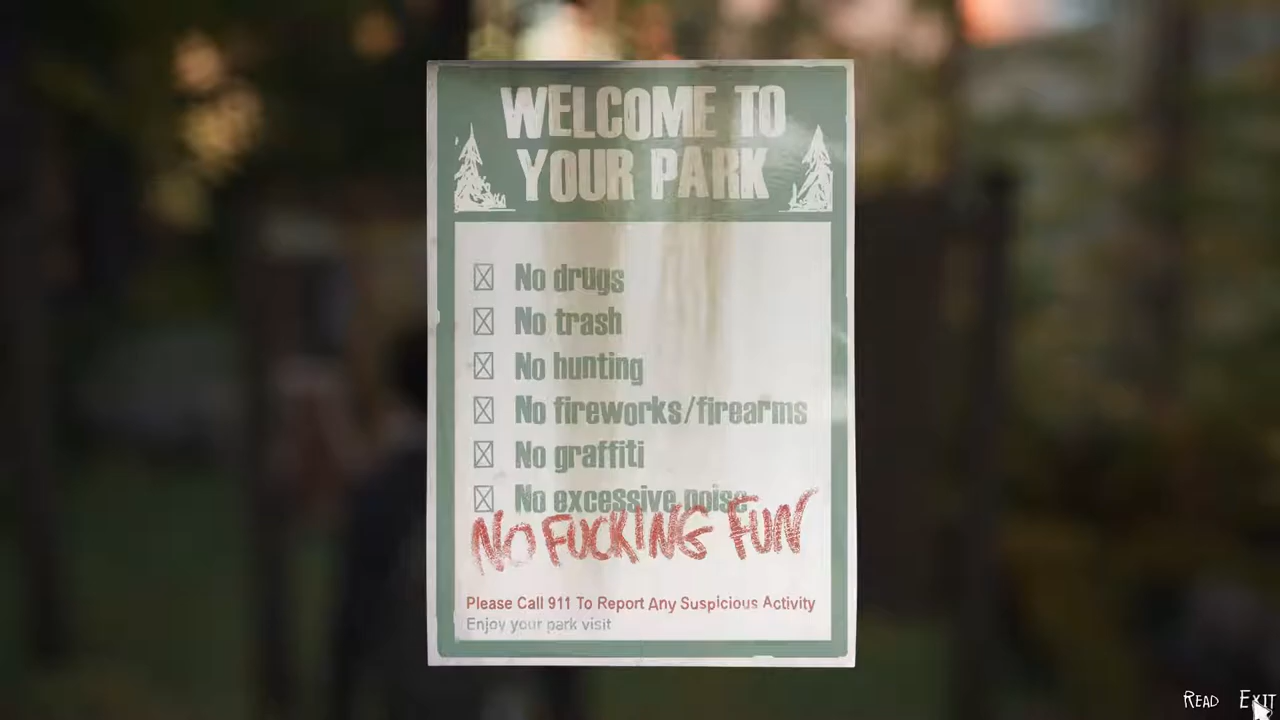 WELCOME TO
YOUR PARK
No drugs
No trash
No hunting
No fireworks/firearms
No graffiti
No excessive noise
NO FUCKING FUN
Please Call 911 To Report Any Suspicious Activity
Enjoy your park visit
READ EXIT